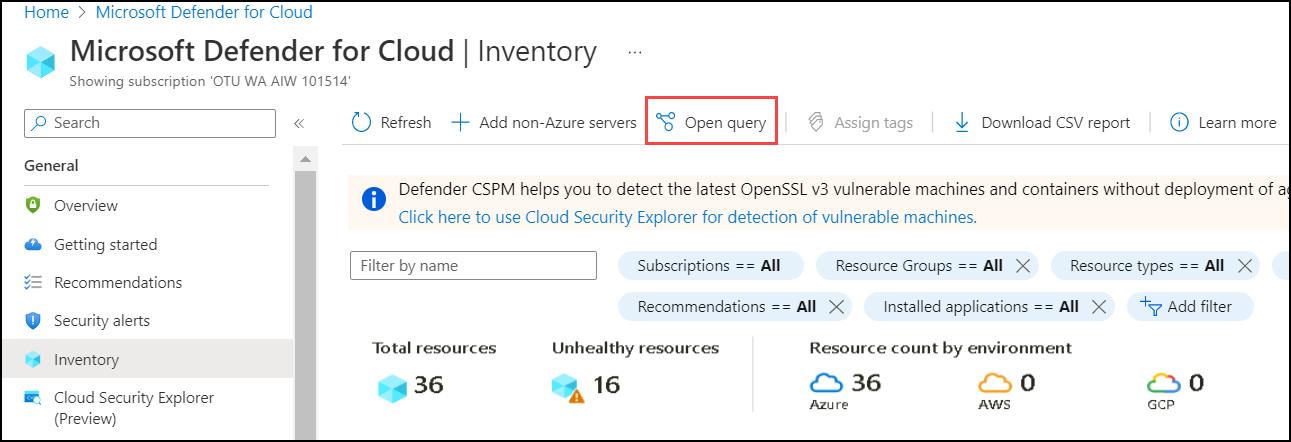 Home > Microsoft Defender for Cloud
Microsoft Defender for Cloud | Inventory ...
Showing subscription 'OTU WA AIW 101514'
Search
«
Refresh
Add non-Azure servers
Open query
Assign tags
Download CSV report
Learn more
General
Overview
Getting started
Recommendations
Security alerts
Inventory
Cloud Security Explorer
(Preview)
Defender CSPM helps you to detect the latest OpenSSL v3 vulnerable machines and containers without deployment of
Click here to use Cloud Security Explorer for detection of vulnerable machines.
Filter by name
Subscriptions == All
Resource Groups == All
Resource types == All
Recommendations == All
Installed applications == All
Add filter
Total resources
36
Unhealthy resources
16
Resource count by environment
36
Azure
0
AWS
0
GCP